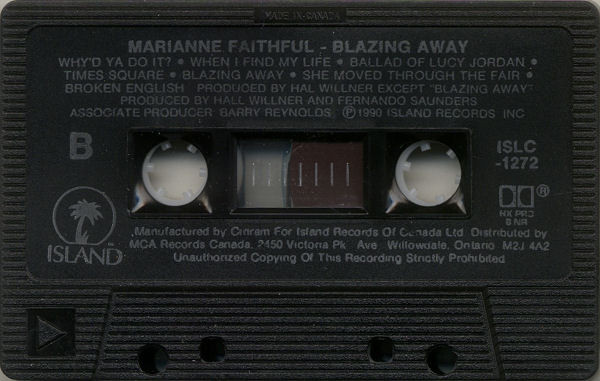 MADE IN CANADA
MARIANNE FAITHFUL - BLAZING AWAY
WHY'D YA DO IT? • WHEN I FIND MY LIFE • BALLAD OF LUCY JORDAN •
TIMES SQUARE • BLAZING AWAY • SHE MOVED THROUGH THE FAIR •
BROKEN ENGLISH PRODUCED BY HAL WILLNER EXCEPT "BLAZING AWAY"
PRODUCED BY HALL WILLNER AND FERNANDO SAUNDERS
ASSOCIATE PRODUCER BARRY REYNOLDS Ⓟ 1990 ISLAND RECORDS INC
B
ISLC
-1272
HX PRO
B NR
ISLAND
Manufactured by Cinram For Island Records Of Canada Ltd. Distributed by
MCA Records Canada, 2450 Victoria Pk. Ave. Willowdale, Ontario M2J 4A2
Unauthorized Copying Of This Recording Strictly Prohibited